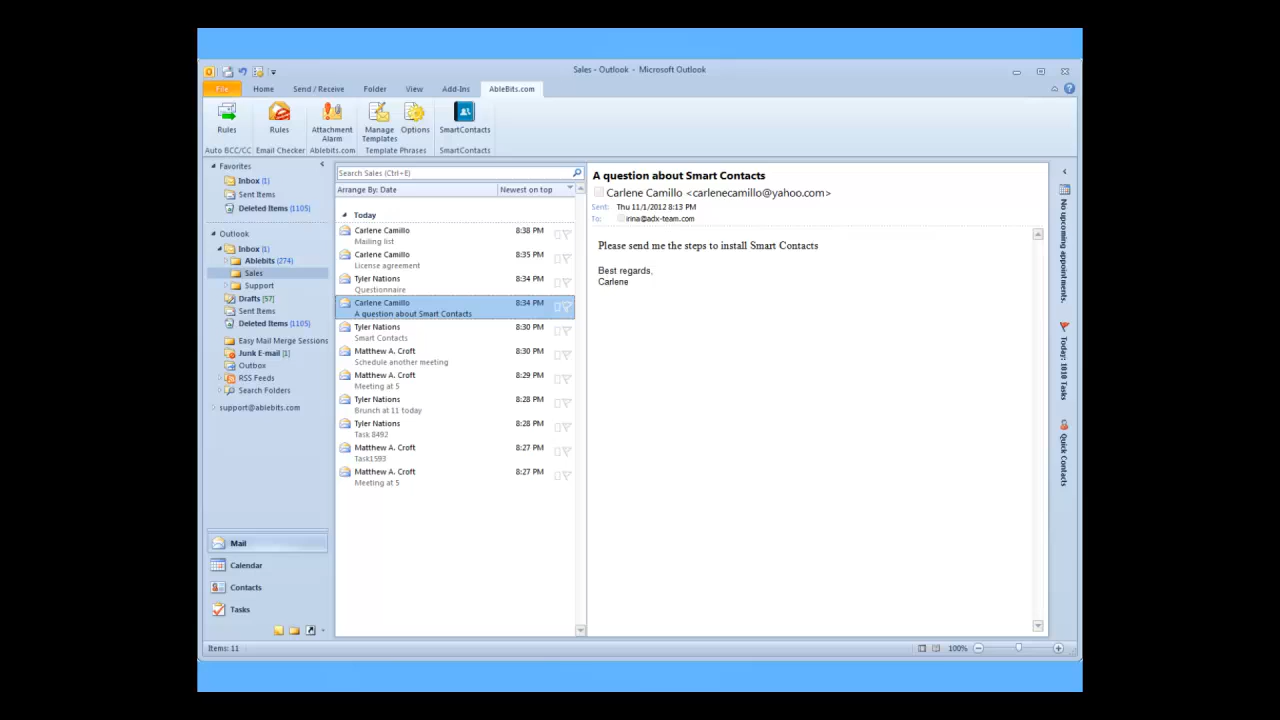 Sales - Outlook - Microsoft Outlook
File Home Send / Receive Folder View Add-Ins AbleBits.com
Rules Rules Attachment Alarm Manage Templates Options SmartContacts
Auto BCC/CC Email Checker Ablebits.com Template Phrases SmartContacts
Favorites
Inbox (1)
Sent Items
Deleted Items (1105)
Outlook
Inbox (1)
Ablebits (274)
Sales
Support
Drafts [57]
Sent Items
Deleted Items (1105)
Easy Mail Merge Sessions
Junk E-mail [1]
Outbox
RSS Feeds
Search Folders
support@ablebits.com
Mail
Calendar
Contacts
Tasks
Items: 11
Search Sales (Ctrl+E)
Arrange By: Date Newest on top
Today
Carlene Camillo 8:38 PM
Mailing list
Carlene Camillo 8:35 PM
License agreement
Tyler Nations 8:34 PM
Questionnaire
Carlene Camillo 8:34 PM
A question about Smart Contacts
Tyler Nations 8:30 PM
Smart Contacts
Matthew A. Croft 8:30 PM
Schedule another meeting
Matthew A. Croft 8:29 PM
Meeting at 5
Tyler Nations 8:28 PM
Brunch at 11 today
Tyler Nations 8:28 PM
Task 8492
Matthew A. Croft 8:27 PM
Task1593
Matthew A. Croft 8:27 PM
Meeting at 5
A question about Smart Contacts
Carlene Camillo <carlenecamillo@yahoo.com>
Sent: Thu 11/1/2012 8:13 PM
To: irina@adx-team.com
Please send me the steps to install Smart Contacts
Best regards,
Carlene
No upcoming appointments.
Today: 1010 Tasks
Quick Contacts
100%